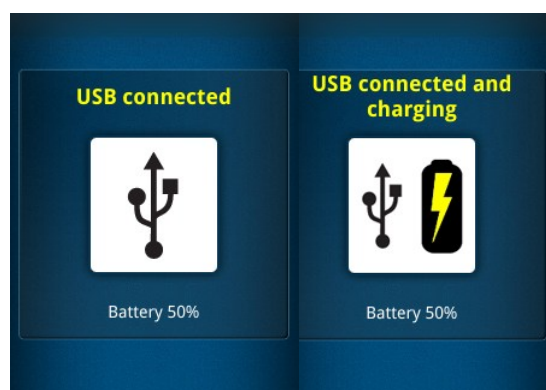 USB connected
Battery 50%
USB connected and
charging
Battery 50%